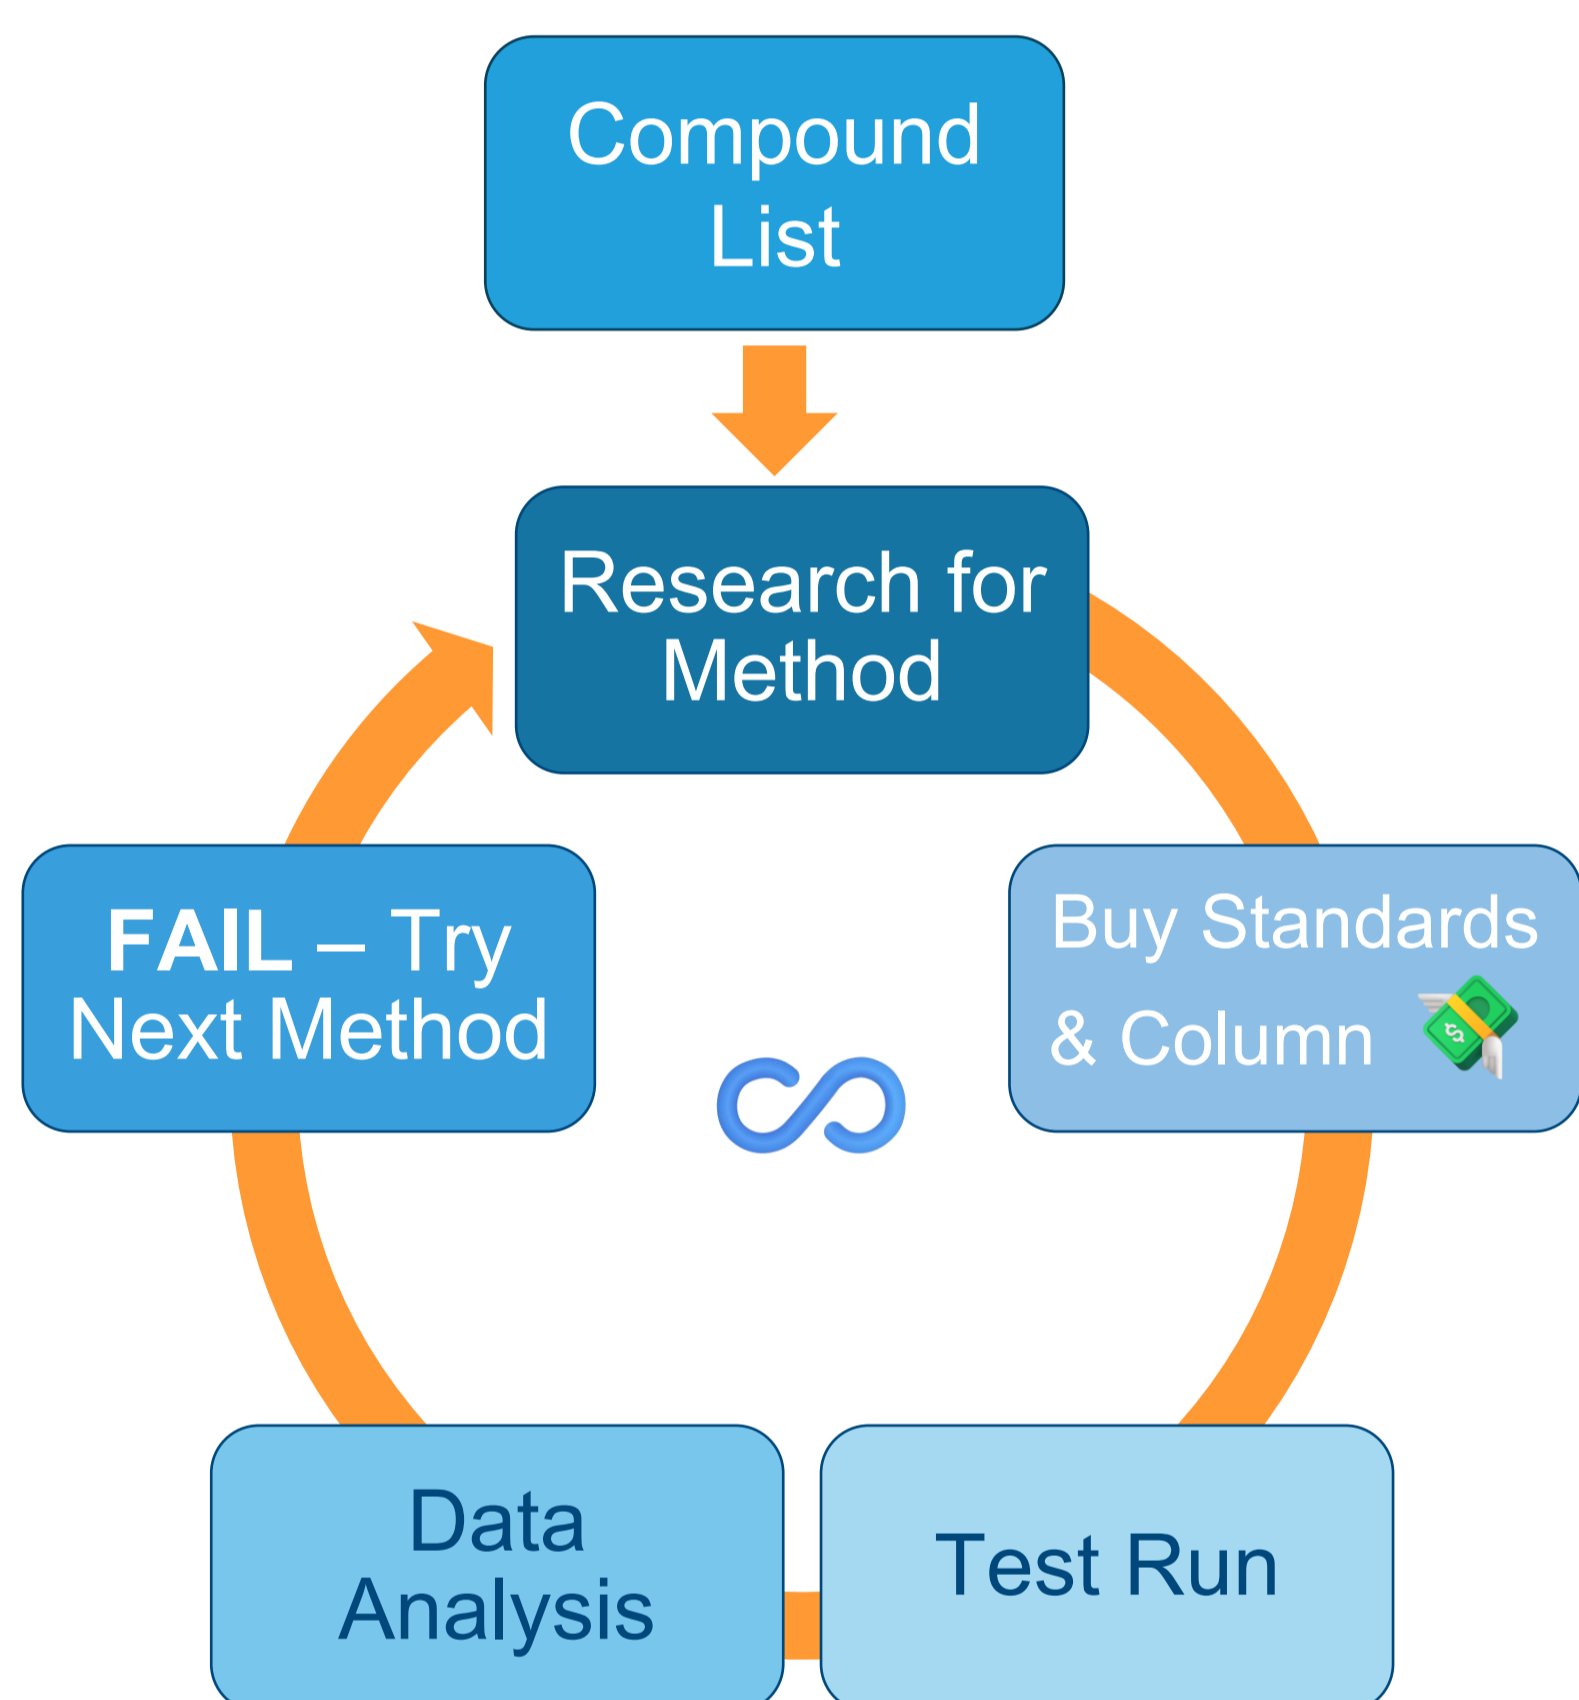 Compound
List
Research for
Method
Buy Standards
& Column
Test Run
Data
Analysis
FAIL – Try
Next Method